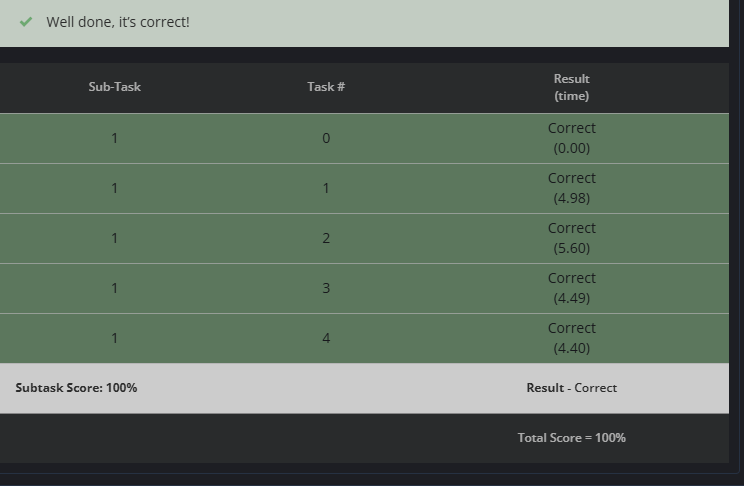 Well done, it’s correct!
Sub-Task Task # Result
(time)
1 0 Correct
(0.00)
1 1 Correct
(4.98)
1 2 Correct
(5.60)
1 3 Correct
(4.49)
1 4 Correct
(4.40)
Subtask Score: 100% Result - Correct
Total Score = 100%